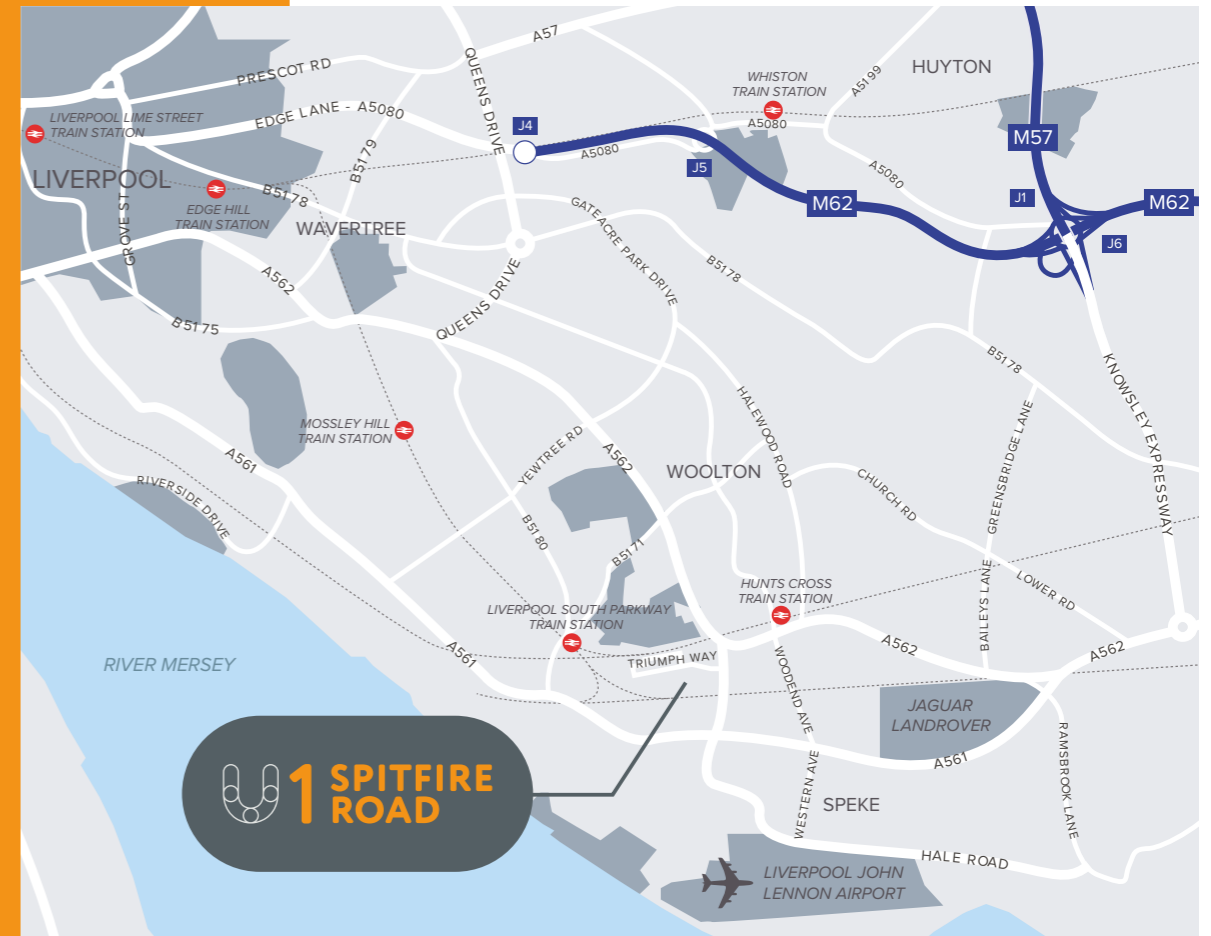 A57
QUEENS DRIVE
PRESCOT RD
HUYTON
WHISTON
TRAIN STATION
A5199
LIVERPOOL LIME STREET
TRAIN STATION
EDGE LANE - A5080
J4
A5080
M57
A5080
B5179
J5
A5080
LIVERPOOL
EDGE HILL
TRAIN STATION
B5178
GROVE ST
WAVERTREE
GATEACRE PARK DRIVE
M62
J1
M62
J6
A562
QUEENS DRIVE
B5178
B5175
B5178
KNOWSLEY EXPRESSWAY
MOSSLEY HILL
TRAIN STATION
HALEWOOD ROAD
GREENSBRIDGE LANE
A561
YEWTREE RD
A562
WOOLTON
CHURCH RD
RIVERSIDE DRIVE
B5180
B5171
HUNTS CROSS
TRAIN STATION
BAILEYS LANE
LOWER RD
LIVERPOOL SOUTH PARKWAY
TRAIN STATION
A561
TRIUMPH WAY
A562
A562
RIVER MERSEY
WOODEND AVE
JAGUAR
LANDROVER
RAMSBROOK LANE
A561
1 SPITFIRE
ROAD
WESTERN AVE
SPEKE
HALE ROAD
LIVERPOOL JOHN
LENNON AIRPORT